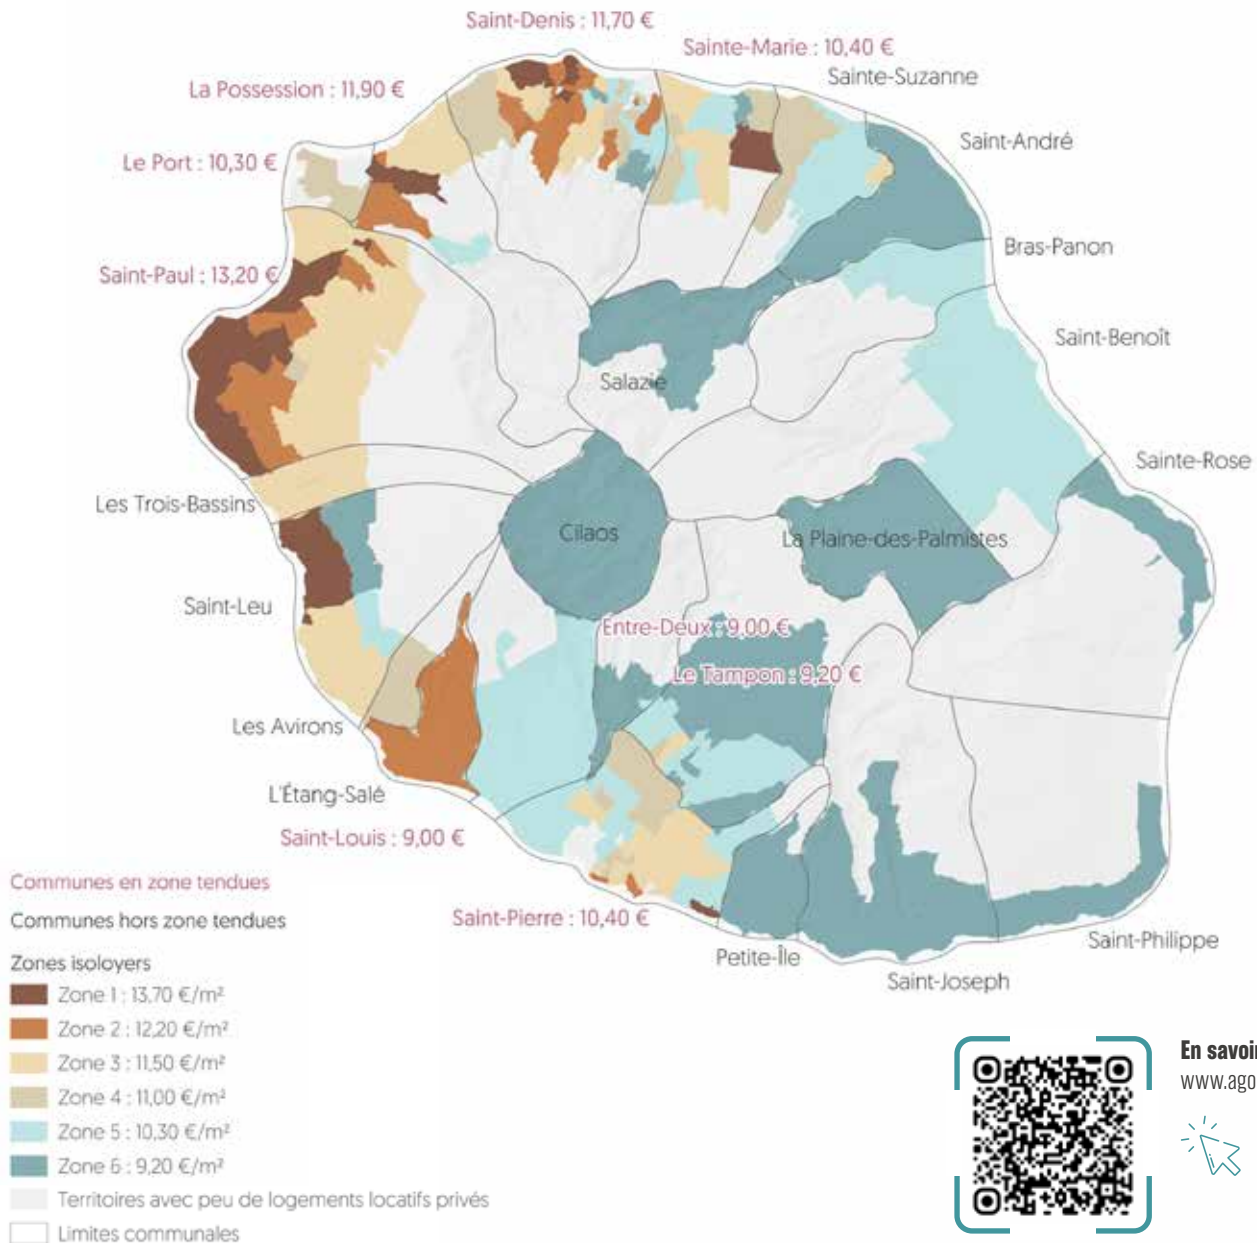 Saint-Denis : 11,70 €
Sainte-Marie : 10,40 €
Sainte-Suzanne
La Possession : 11,90 €
Saint-André
Le Port : 10,30 €
Bras-Panon
Saint-Paul : 13,20 €
Saint-Benoît
Salazie
Sainte-Rose
Les Trois-Bassins
Cilaos
La Plaine-des-Palmistes
Saint-Leu
Entre-Deux : 9,00 €
Le Tampon : 9,20 €
Les Avirons
L'Étang-Salé
Saint-Louis : 9,00 €
Saint-Pierre : 10,40 €
Saint-Philippe
Petite-Île
Saint-Joseph
Communes en zone tendues
Communes hors zone tendues
Zones isoloyers
Zone 1 : 13,70 €/m²
Zone 2 : 12,20 €/m²
Zone 3 : 11,50 €/m²
Zone 4 : 11,00 €/m²
Zone 5 : 10,30 €/m²
Zone 6 : 9,20 €/m²
Territoires avec peu de logements locatifs privés
Limites communales
En savoir
www.ago